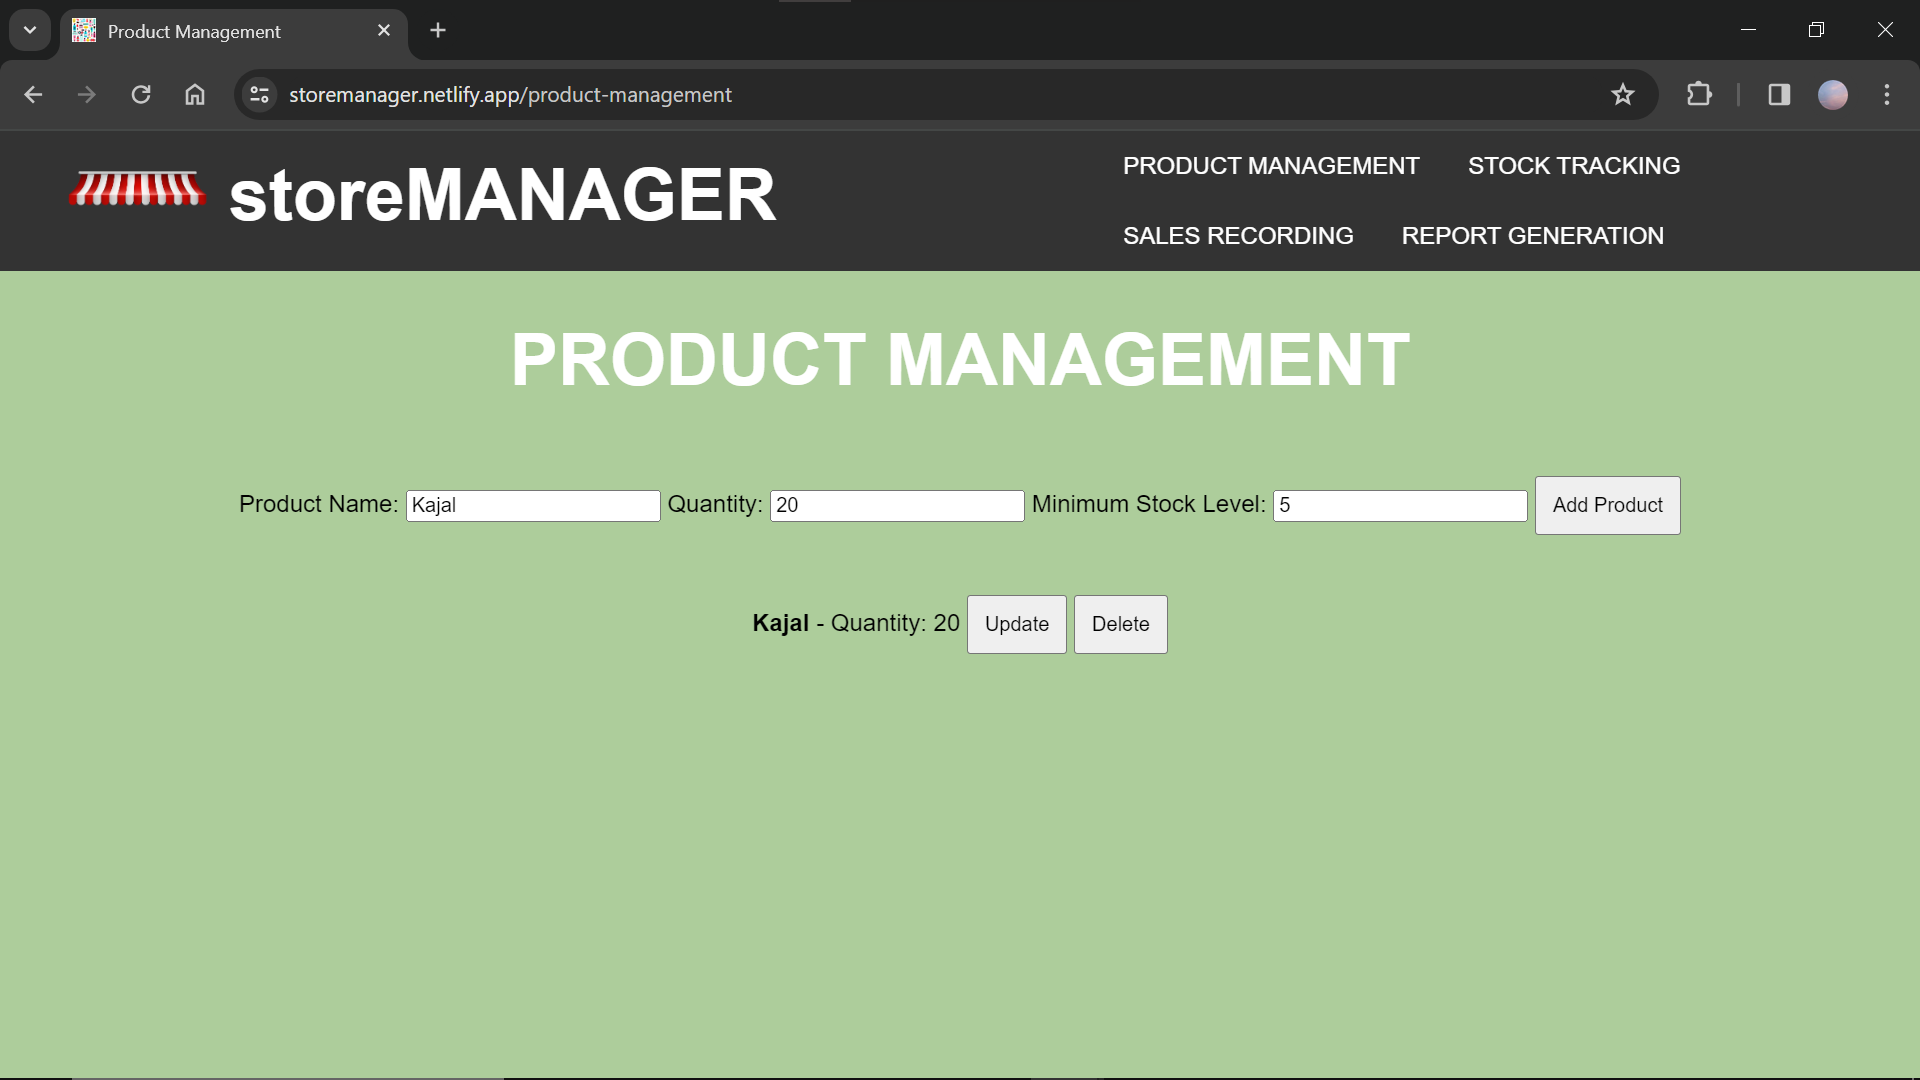 Product Management
storemanager.netlify.app/product-management
storeMANAGER
PRODUCT MANAGEMENT STOCK TRACKING
SALES RECORDING REPORT GENERATION
PRODUCT MANAGEMENT
Product Name: Kajal Quantity: 20 Minimum Stock Level: 5 Add Product
Kajal - Quantity: 20 Update Delete